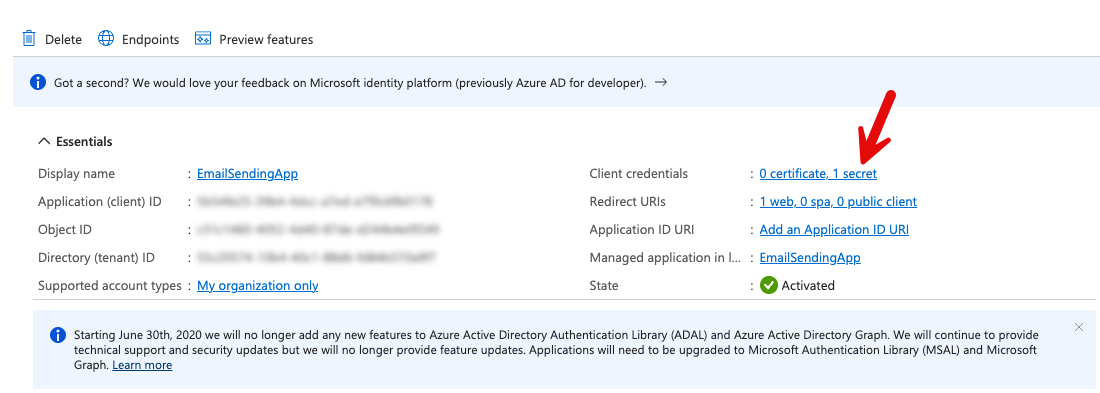 Delete Endpoints Preview features
Got a second? We would love your feedback on Microsoft identity platform (previously Azure AD for developer). →
Essentials
Display name : EmailSendingApp
Client credentials : 0 certificate, 1 secret
Application (client) ID :
Redirect URIs : 1 web, 0 spa, 0 public client
Object ID :
Application ID URI : Add an Application ID URI
Directory (tenant) ID :
Managed application in l... : EmailSendingApp
Supported account types : My organization only
State : Activated
Starting June 30th, 2020 we will no longer add any new features to Azure Active Directory Authentication Library (ADAL) and Azure Active Directory Graph. We will continue to provide
technical support and security updates but we will no longer provide feature updates. Applications will need to be upgraded to Microsoft Authentication Library (MSAL) and Microsoft
Graph. Learn more